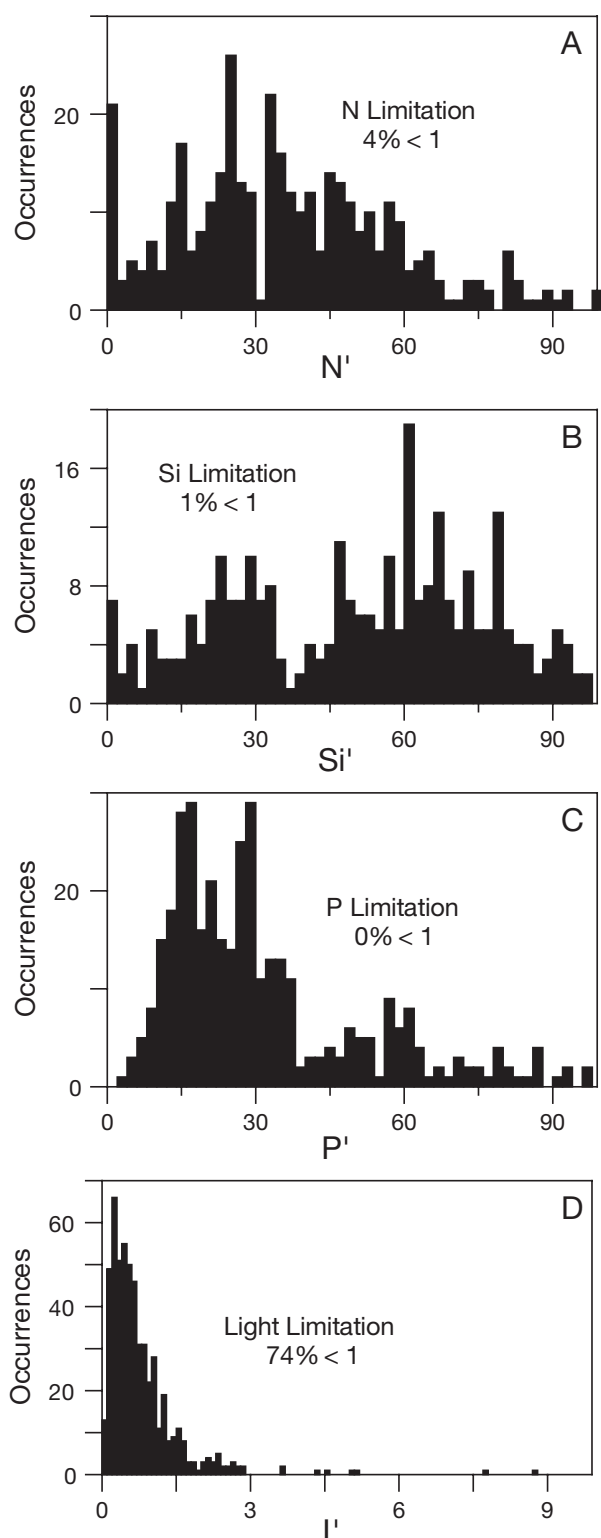 A
N Limitation
4% < 1
Occurrences
20
0
0 30 60 90
N'
B
Si Limitation
1% < 1
Occurrences
16
8
0
0 30 60 90
Si'
C
P Limitation
0% < 1
Occurrences
20
0
0 30 60 90
P'
D
Light Limitation
74% < 1
Occurrences
60
40
20
0
0 3 6 9
I'